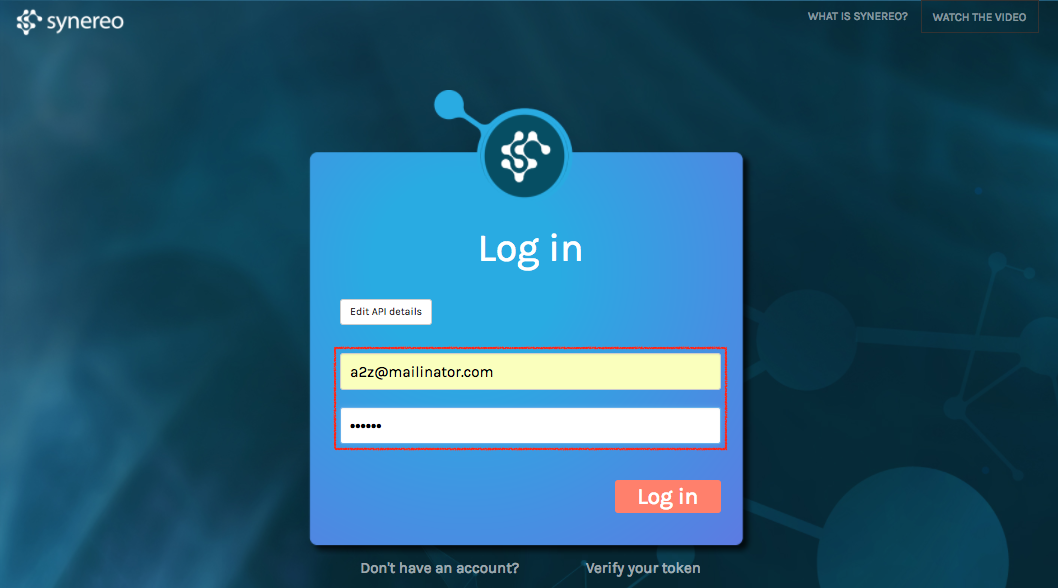 synereo
WHAT IS SYNEREO?
WATCH THE VIDEO
Log in
Edit API details
a2z@mailinator.com
••••••
Log in
Don't have an account?
Verify your token